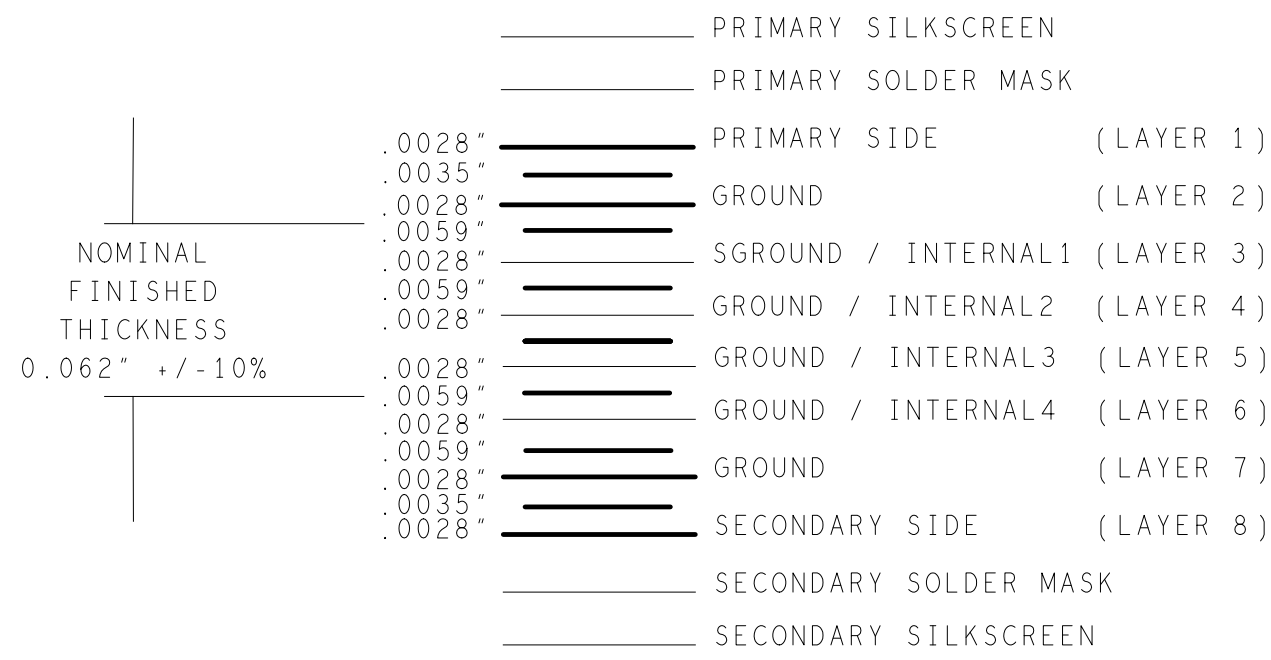 PRIMARY SILKSCREEN
PRIMARY SOLDER MASK
.0028" PRIMARY SIDE (LAYER 1)
.0035"
.0028" GROUND (LAYER 2)
.0059"
.0028" SGROUND / INTERNAL1 (LAYER 3)
.0059"
.0028" GROUND / INTERNAL2 (LAYER 4)
.0028" GROUND / INTERNAL3 (LAYER 5)
.0059"
.0028" GROUND / INTERNAL4 (LAYER 6)
.0059"
.0028" GROUND (LAYER 7)
.0035"
.0028" SECONDARY SIDE (LAYER 8)
SECONDARY SOLDER MASK
SECONDARY SILKSCREEN
NOMINAL
FINISHED
THICKNESS
0.062" +/-10%